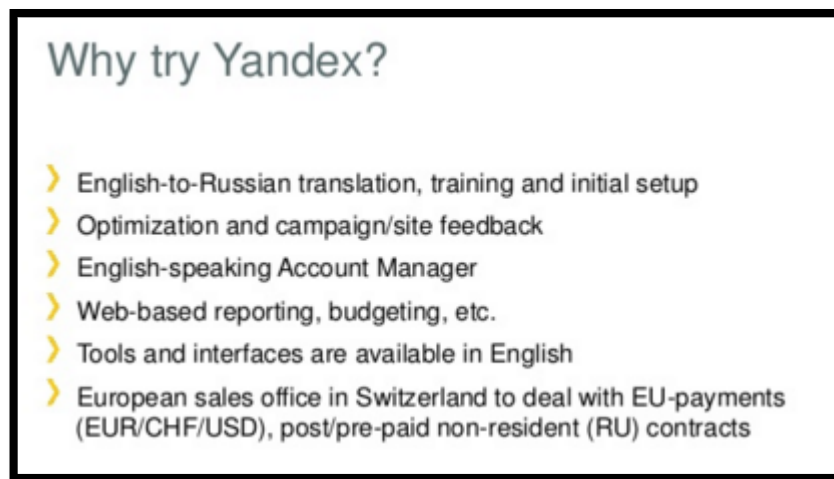 Why try Yandex?
English-to-Russian translation, training and initial setup
Optimization and campaign/site feedback
English-speaking Account Manager
Web-based reporting, budgeting, etc.
Tools and interfaces are available in English
European sales office in Switzerland to deal with EU-payments
(EUR/CHF/USD), post/pre-paid non-resident (RU) contracts